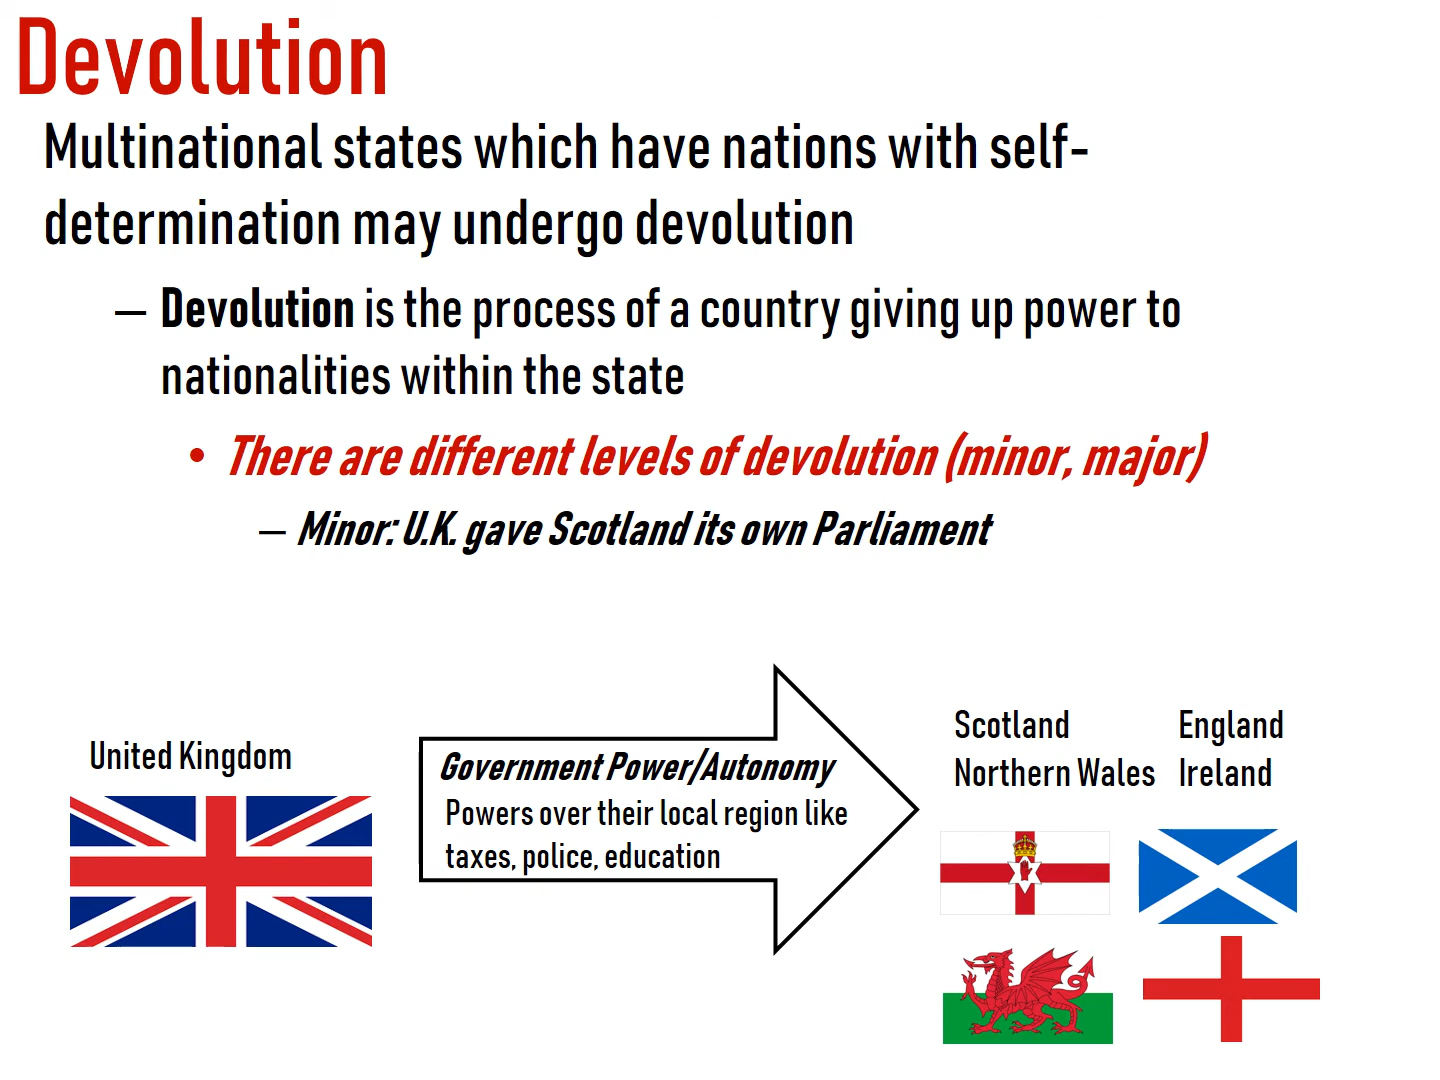 Devolution
Multinational states which have nations with self-
determination may undergo devolution
– Devolution is the process of a country giving up power to
nationalities within the state
• There are different levels of devolution (minor, major)
– Minor: U.K. gave Scotland its own Parliament
United Kingdom
Government Power/Autonomy
Powers over their local region like
taxes, police, education
Scotland England
Northern Wales Ireland